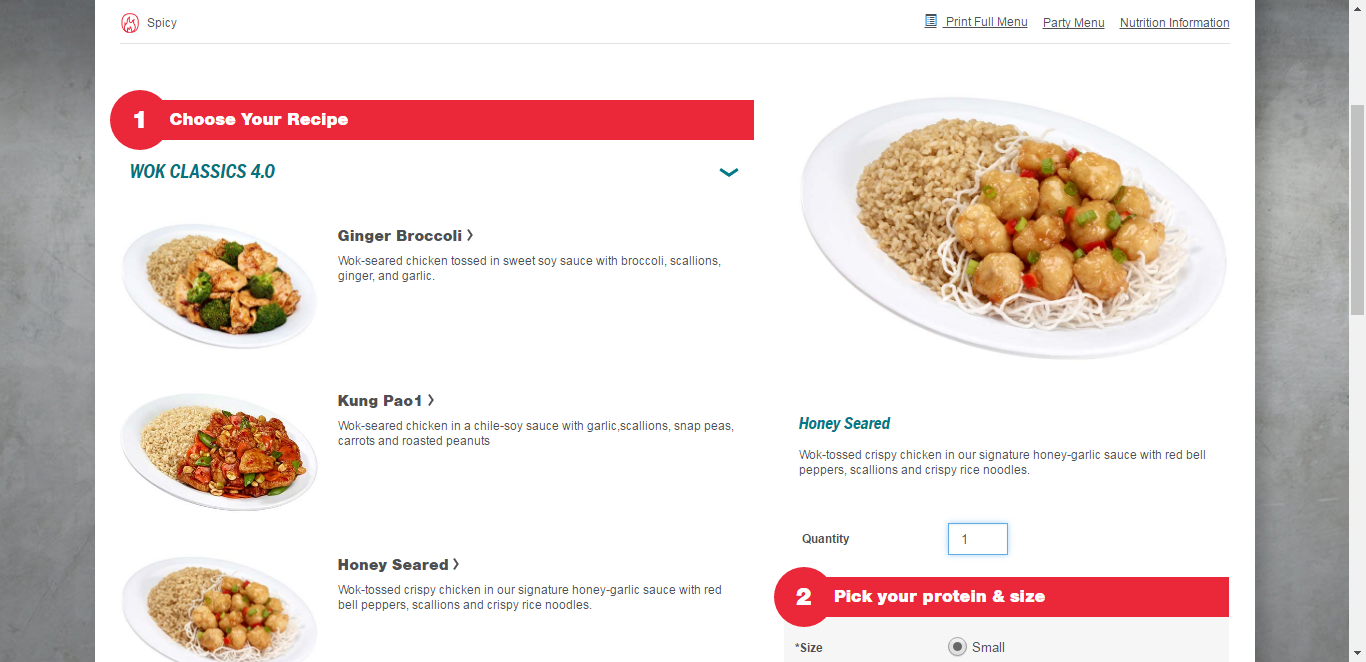 Spicy
Print Full Menu
Party Menu
Nutrition Information
1
Choose Your Recipe
WOK CLASSICS 4.0
Ginger Broccoli
Wok-seared chicken tossed in sweet soy sauce with broccoli, scallions,
ginger, and garlic.
Kung Pao1
Wok-seared chicken in a chile-soy sauce with garlic,scallions, snap peas,
carrots and roasted peanuts
Honey Seared
Wok-tossed crispy chicken in our signature honey-garlic sauce with red
bell peppers, scallions and crispy rice noodles.
Honey Seared
Wok-tossed crispy chicken in our signature honey-garlic sauce with red bell
peppers, scallions and crispy rice noodles.
Quantity
1
2
Pick your protein & size
*Size
Small